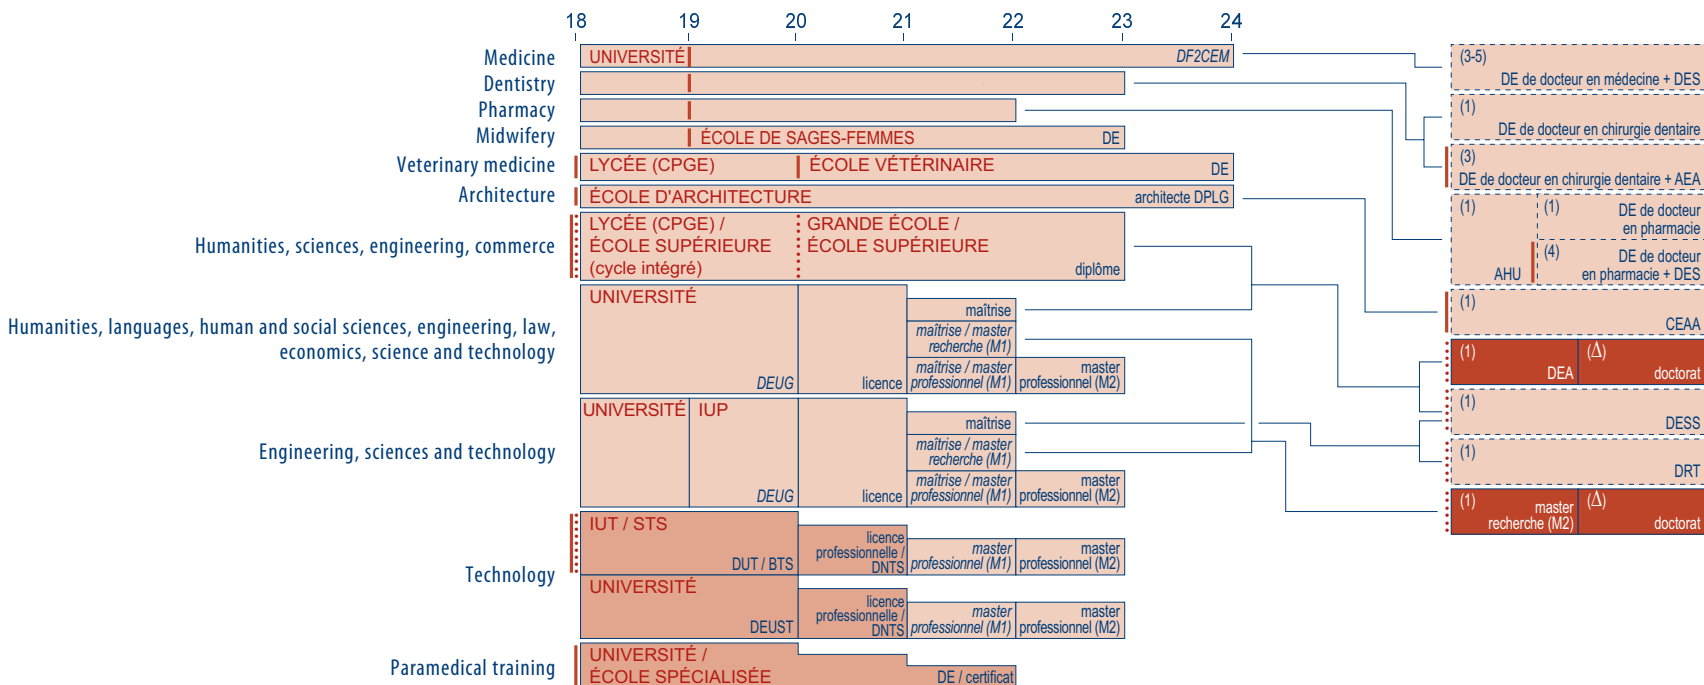 18 19 20 21 22 23 24
Medicine
UNIVERSITÉ
DF2CEM
Dentistry
Pharmacy
Midwifery
ÉCOLE DE SAGES-FEMMES
DE
Veterinary medicine
LYCÉE (CPGE)
ÉCOLE VÉTÉRINAIRE
DE
Architecture
ÉCOLE D'ARCHITECTURE
architecte DPLG
Humanities, sciences, engineering, commerce
LYCÉE (CPGE) /
ÉCOLE SUPÉRIEURE
(cycle intégré)
GRANDE ÉCOLE /
ÉCOLE SUPÉRIEURE
diplôme
Humanities, languages, human and social sciences, engineering, law,
economics, science and technology
UNIVERSITÉ
DEUG
licence
maîtrise
maîtrise / master
recherche (M1)
maîtrise / master
professionnel (M1)
master
professionnel (M2)
Engineering, sciences and technology
UNIVERSITÉ
IUP
DEUG
licence
maîtrise
maîtrise / master
recherche (M1)
maîtrise / master
professionnel (M1)
master
professionnel (M2)
Technology
IUT / STS
DUT / BTS
licence
professionnelle /
DNTS
master
professionnel (M1)
master
professionnel (M2)
UNIVERSITÉ
DEUST
licence
professionnelle /
DNTS
master
professionnel (M1)
master
professionnel (M2)
Paramedical training
UNIVERSITÉ /
ÉCOLE SPÉCIALISÉE
DE / certificat
(3-5)
DE de docteur en médecine + DES
(1)
DE de docteur en chirurgie dentaire
(3)
DE de docteur en chirurgie dentaire + AEA
(1)
AHU
(1)
DE de docteur
en pharmacie
(4)
DE de docteur
en pharmacie + DES
(1)
CEAA
(1)
DEA
(Δ)
doctorat
(1)
DESS
(1)
DRT
(1)
master
recherche (M2)
(Δ)
doctorat